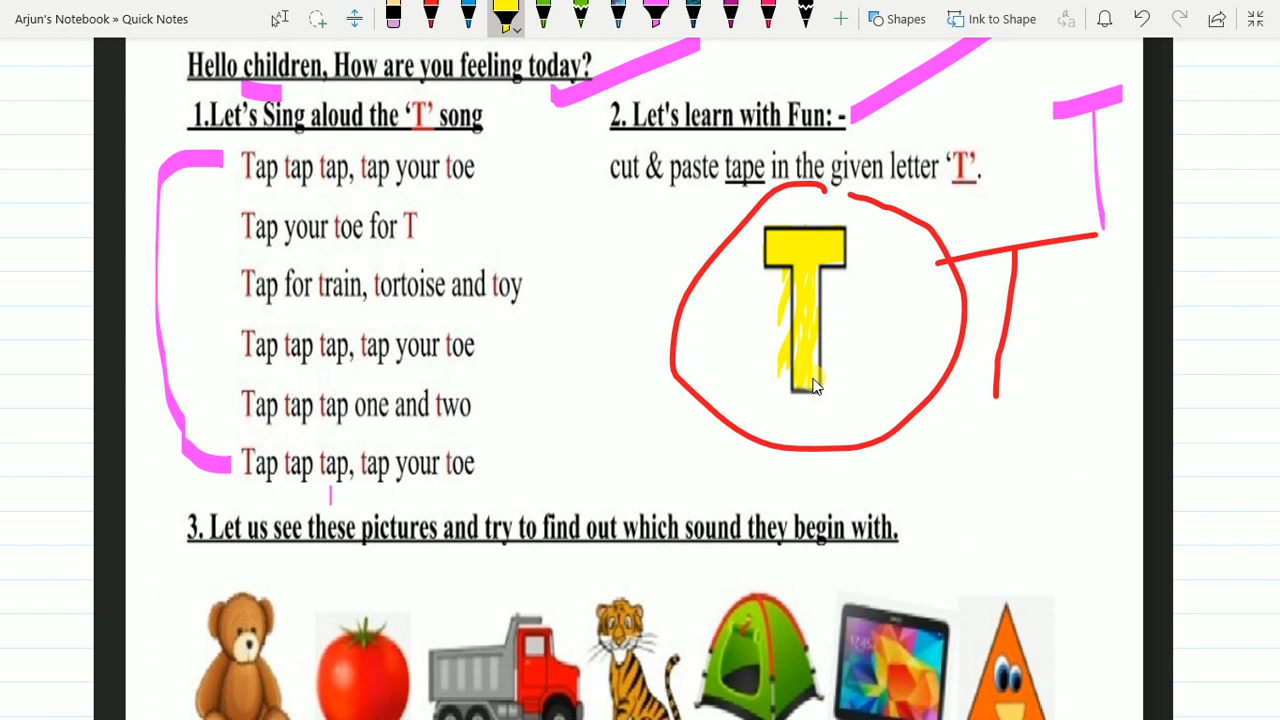 Arjun's Notebook » Quick Notes
Shapes
Ink to Shape
Hello children, How are you feeling today?
1.Let's Sing aloud the ‘T’ song
Tap tap tap, tap your toe
Tap your toe for T
Tap for train, tortoise and toy
Tap tap tap, tap your toe
Tap tap tap one and two
Tap tap tap, tap your toe
2. Let's learn with Fun: -
cut & paste tape in the given letter ‘T’.
T
T
T
3. Let us see these pictures and try to find out which sound they begin with.